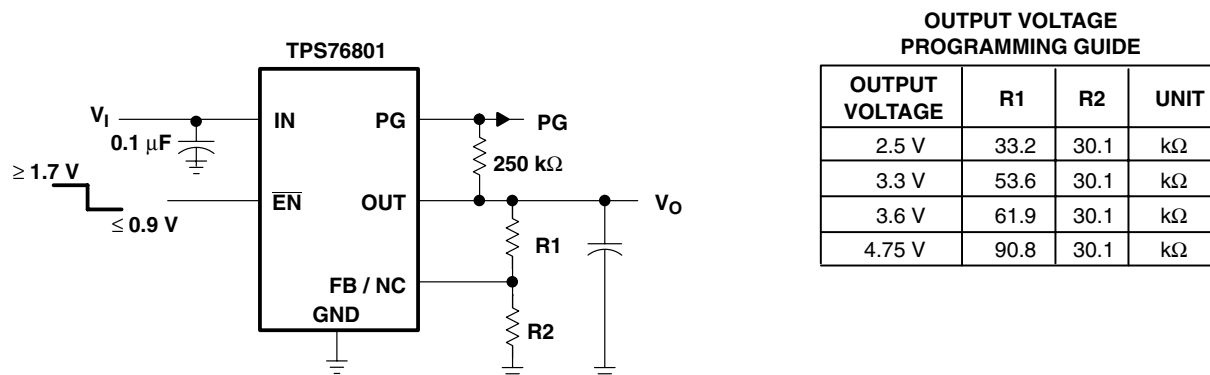 TPS76801
V_I
0.1 μF
≥ 1.7 V
≤ 0.9 V
IN
EN
PG
OUT
FB / NC
GND
PG
250 kΩ
V_O
R1
R2
OUTPUT VOLTAGE
PROGRAMMING GUIDE
OUTPUT VOLTAGE R1 R2 UNIT
2.5 V 33.2 30.1 kΩ
3.3 V 53.6 30.1 kΩ
3.6 V 61.9 30.1 kΩ
4.75 V 90.8 30.1 kΩ